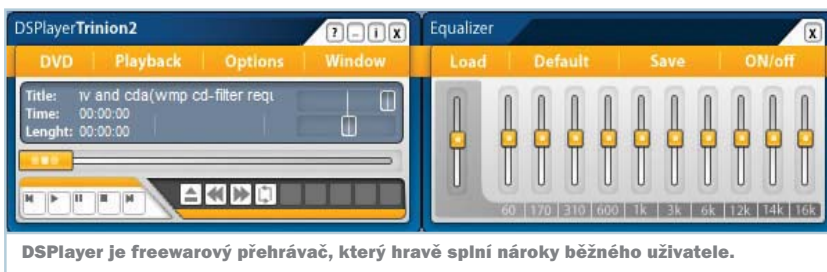 DSPlayerTrinion2
? - i X
DVD Playback Options Window
Title: and cda(wmp cd-filter
Time: 00:00:00
Lenght: 00:00:00
Equalizer
X
Load Default Save ON/off
60 170 310 600 1k 3k 6k 12k 14k 16k
DSPlayer je freewarový přehrávač, který hravě splní nároky běžného uživatele.